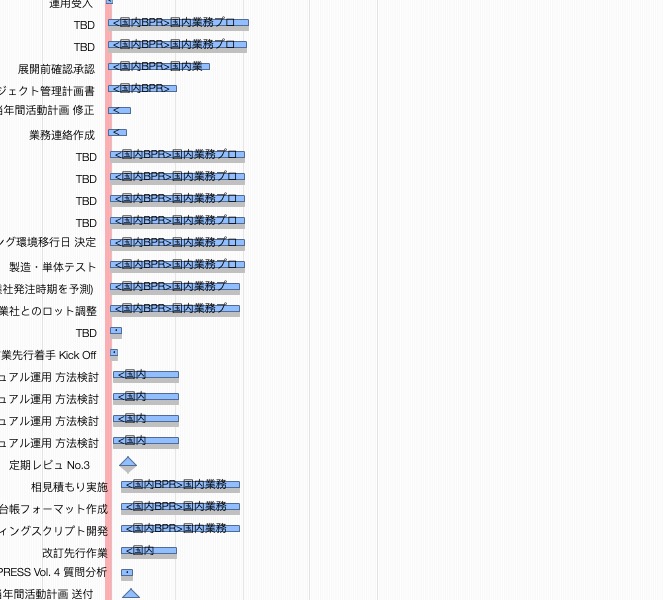 運用受入
TBD <国内BPR>国内業務プロ
TBD <国内BPR>国内業務プロ
展開前確認承認 <国内BPR>国内業
ジェクト管理計画書 <国内BPR>
当年間活動計画 修正 <
業務連絡作成 <
TBD <国内BPR>国内業務プロ
TBD <国内BPR>国内業務プロ
TBD <国内BPR>国内業務プロ
TBD <国内BPR>国内業務プロ
ング環境移行日 決定 <国内BPR>国内業務プロ
製造・単体テスト <国内BPR>国内業務プロ
社発注時期を予測) <国内BPR>国内業務プ
業社とのロット調整 <国内BPR>国内業務プ
TBD
業先行着手 Kick Off
ュアル運用 方法検討 <国内
ュアル運用 方法検討 <国内
ュアル運用 方法検討 <国内
ュアル運用 方法検討 <国内
定期レビュ No.3
相見積もり実施 <国内BPR>国内業務
台帳フォーマット作成 <国内BPR>国内業務
ィングスクリプト開発 <国内BPR>国内業務
改訂先行作業 <国内
PRESS Vol. 4 質問分析
年間活動計画 送付